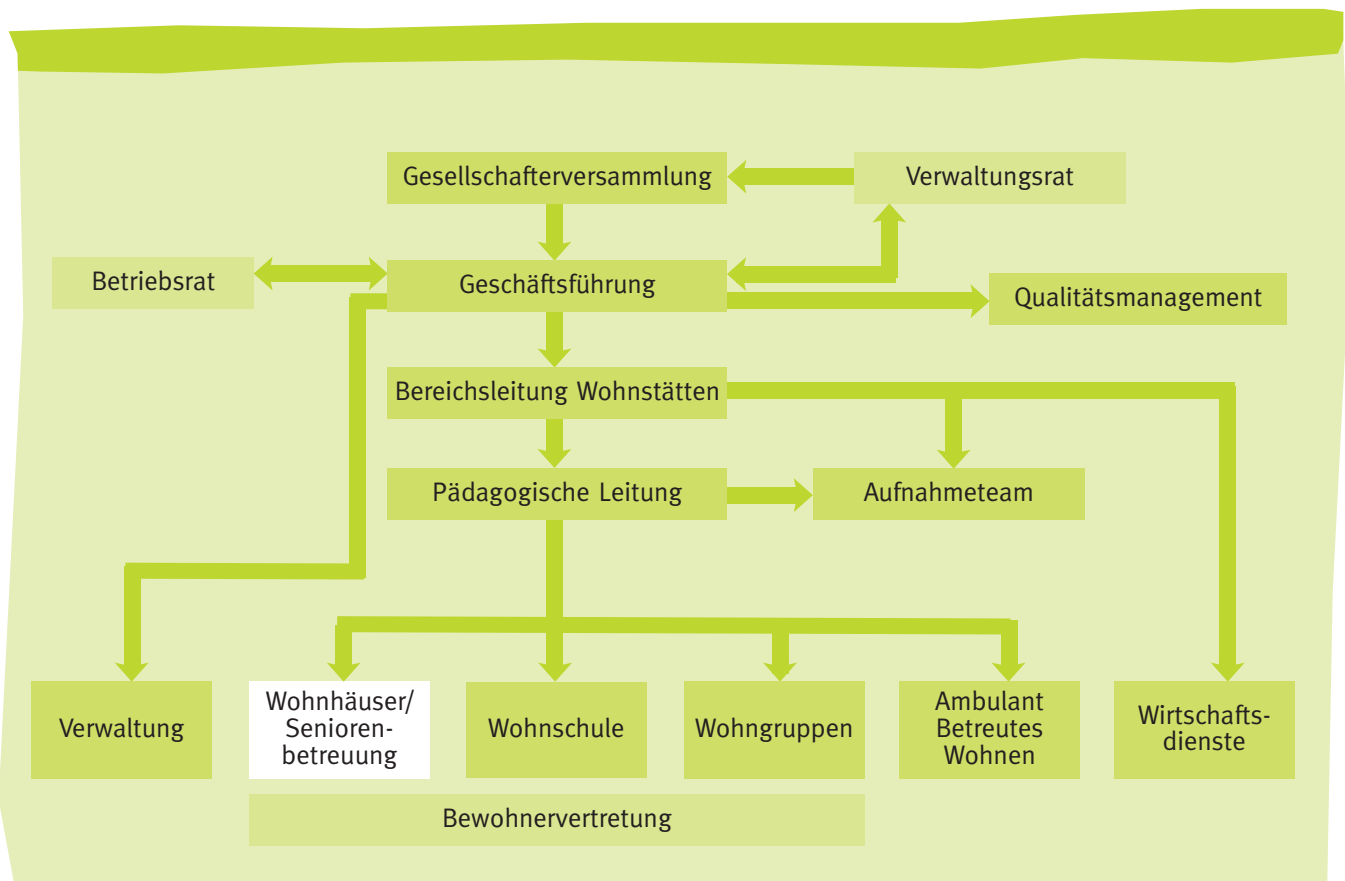 Gesellschafterversammlung
Verwaltungsrat
Betriebsrat
Geschäftsführung
Qualitätsmanagement
Bereichsleitung Wohnstätten
Pädagogische Leitung
Aufnahmeteam
Verwaltung
Wohnhäuser/
Senioren-
betreuung
Wohnschule
Wohngruppen
Ambulant
Betreutes
Wohnen
Wirtschafts-
dienste
Bewohnervertretung